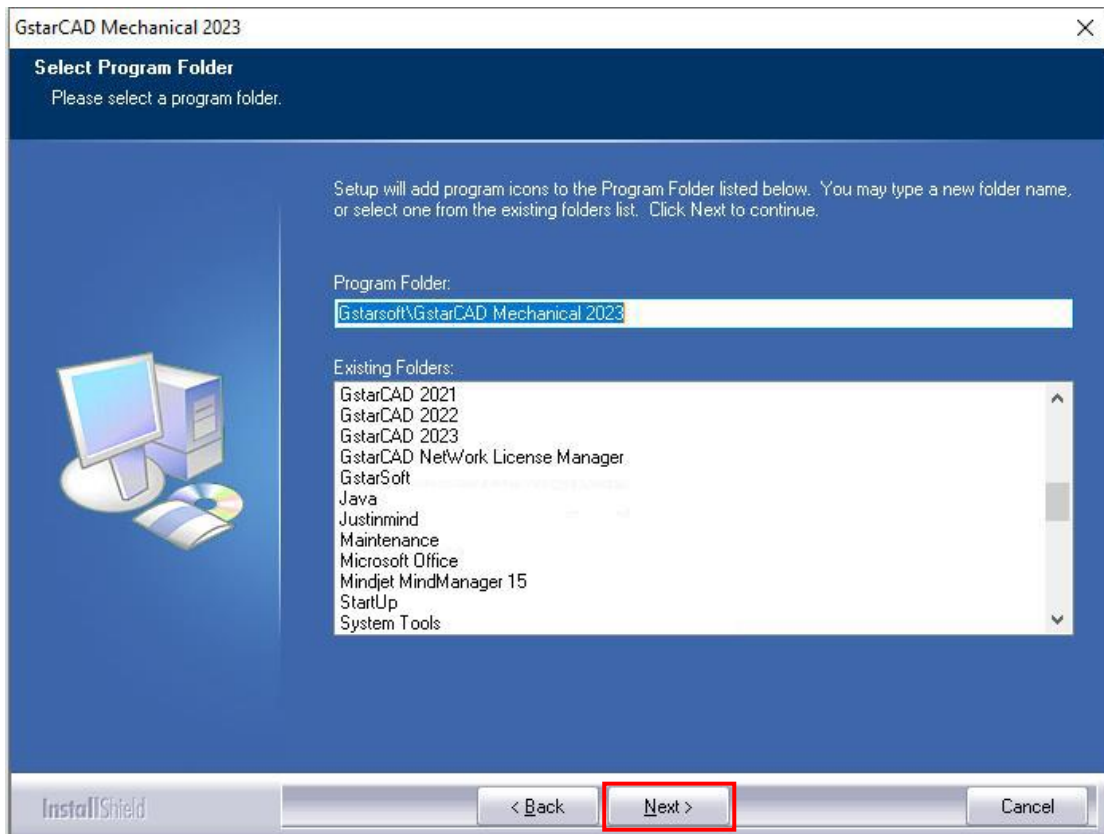 GstarCAD Mechanical 2023
Select Program Folder
Please select a program folder.
Setup will add program icons to the Program Folder listed below. You may type a new folder name,
or select one from the existing folders list. Click Next to continue.
Program Folder:
Gstarsoft\GstarCAD Mechanical 2023
Existing Folders:
GstarCAD 2021
GstarCAD 2022
GstarCAD 2023
GstarCAD NetWork License Manager
GstarSoft
Java
Justinmind
Maintenance
Microsoft Office
Mindjet MindManager 15
StartUp
System Tools
InstallShield
< Back
Next >
Cancel